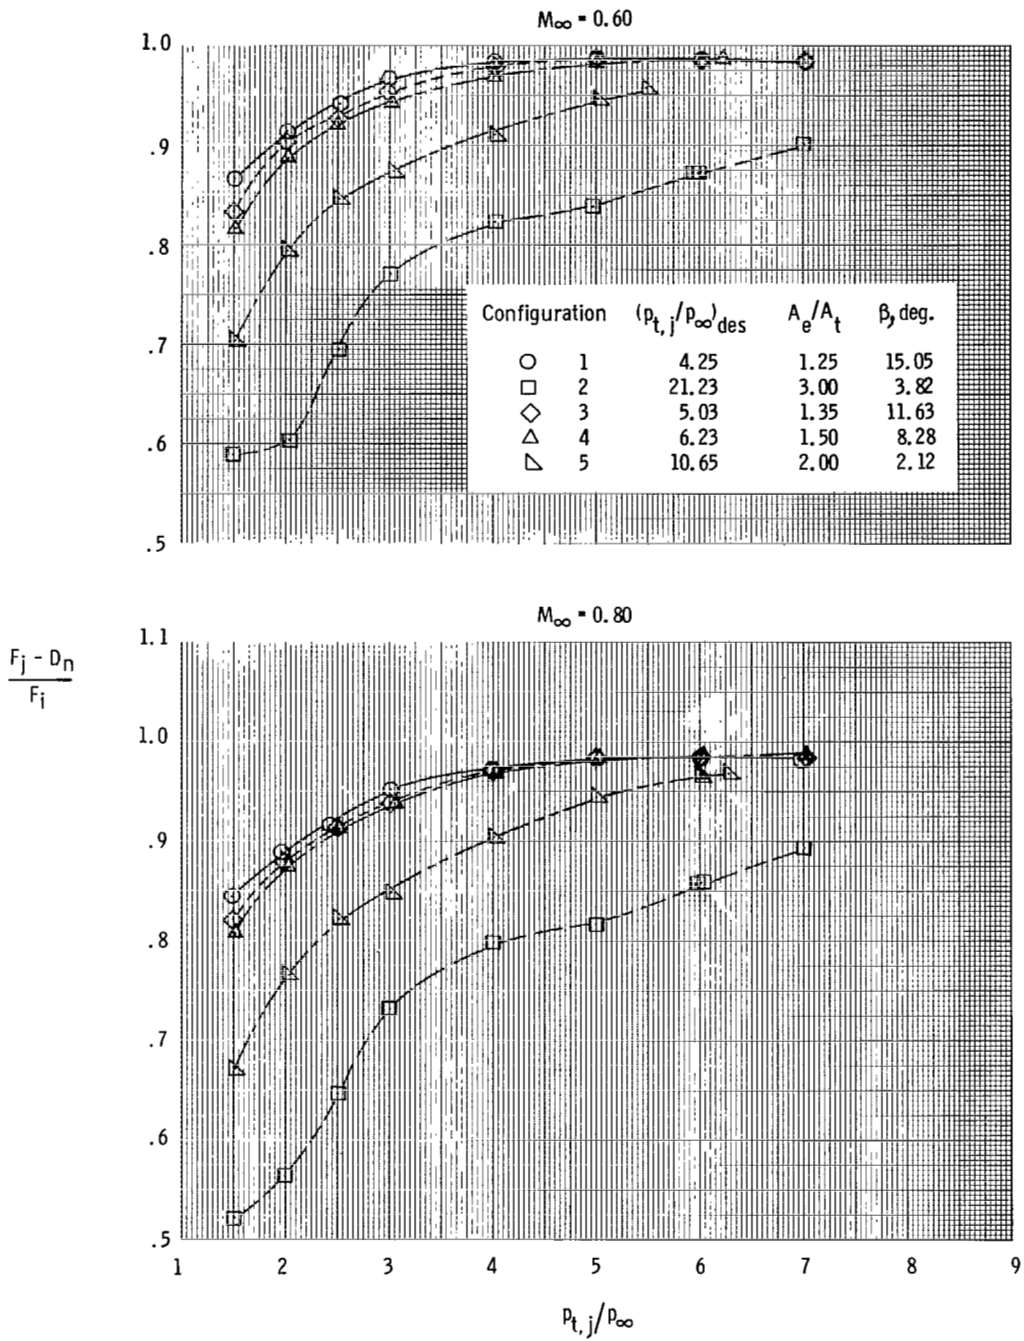 M∞ = 0.60
1.0
.9
.8
.7
.6
.5
Configuration (pt,j/p∞)des Ae/At β, deg.
1 4.25 1.25 15.05
2 21.23 3.00 3.82
3 5.03 1.35 11.63
4 6.23 1.50 8.28
5 10.65 2.00 2.12
M∞ = 0.80
Fj - Dn
Fi
1.1
1.0
.9
.8
.7
.6
.5
1 2 3 4 5 6 7 8 9
pt,j/p∞